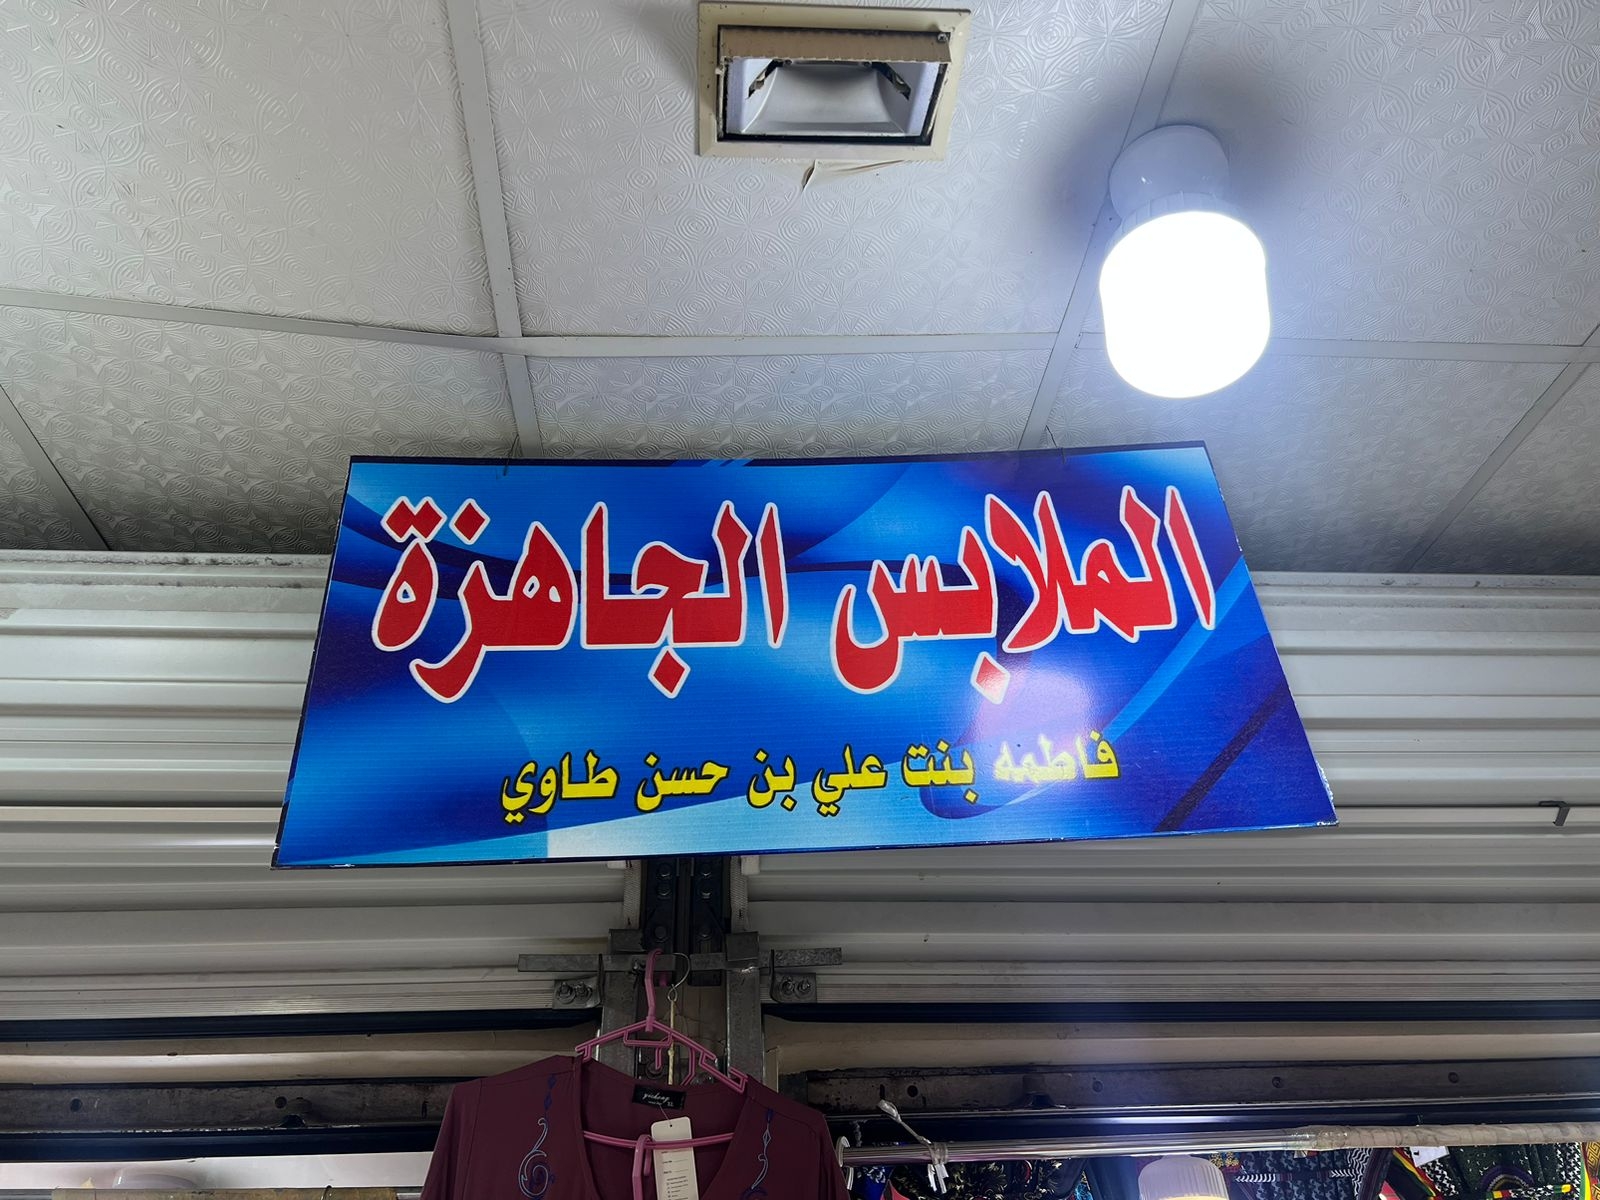 الملابس الجاهزة
فاطمه بنت علي بن حسن طاوي